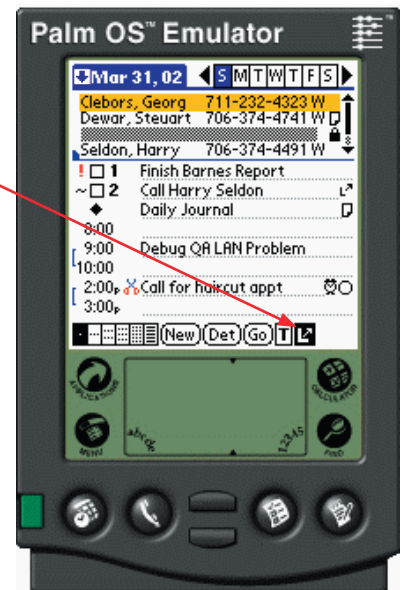 Palm OS™ Emulator
Mar 31, 02 S M T W T F S
Clebors, Georg 711-232-4323 W
Dewar, Steuart 706-374-4741 W
Seldon, Harry 706-374-4491 W
! 1 Finish Barnes Report
~ 2 Call Harry Seldon
Daily Journal
8:00
9:00 Debug QA LAN Problem
10:00
2:00P Call for haircut appt
3:00P
New Det Go T
APPLICATIONS CALCULATOR
abcde 12345
MENU FIND